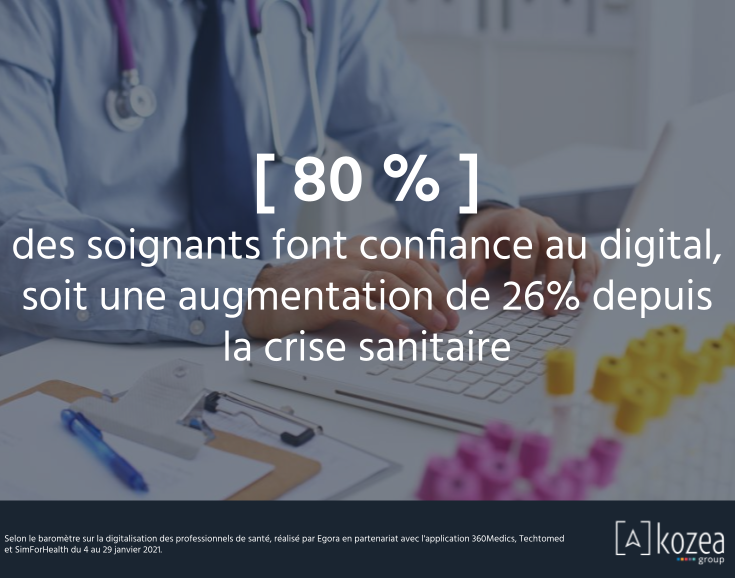 [ 80 % ]
des soignants font confiance au digital,
soit une augmentation de 26% depuis
la crise sanitaire
Selon le baromètre sur la digitalisation des professionnels de santé, réalisé par Egora en partenariat avec l'application 360Medics, Techtomed
et SimForHealth du 4 au 29 janvier 2021.
[A] kozea
group